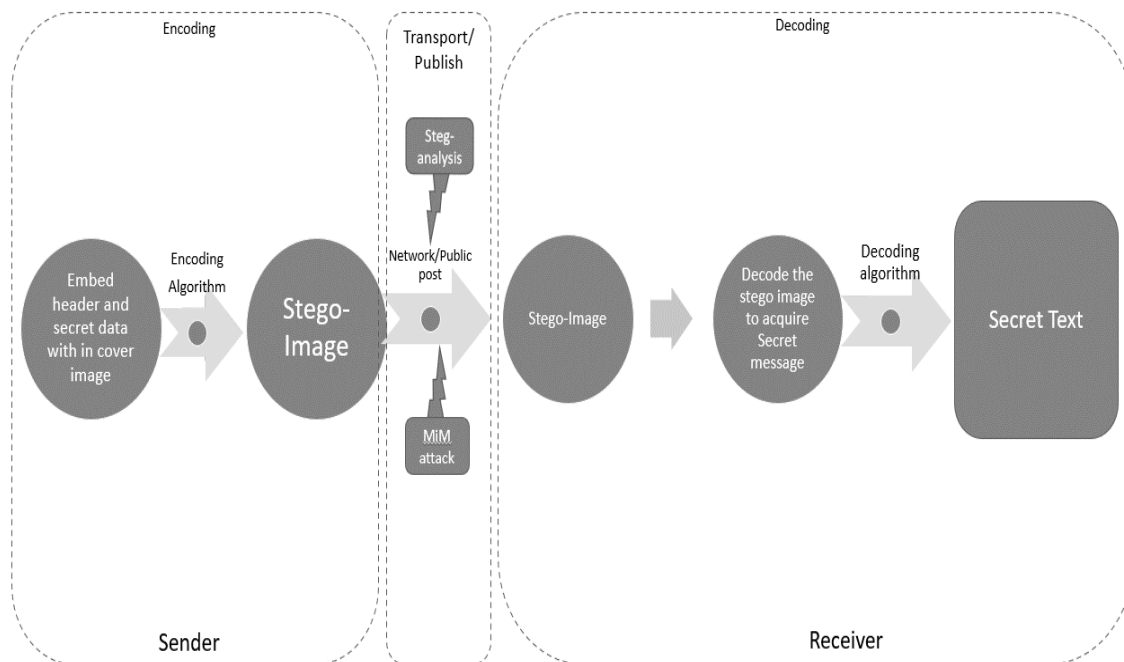 Encoding
Transport/
Publish
Decoding
Steg-
analysis
Embed
header and
secret data
with in cover
image
Encoding
Algorithm
Stego-
Image
Network/Public
post
MiM
attack
Stego-Image
Decode the
stego image
to acquire
Secret
message
Decoding
algorithm
Secret Text
Sender
Receiver